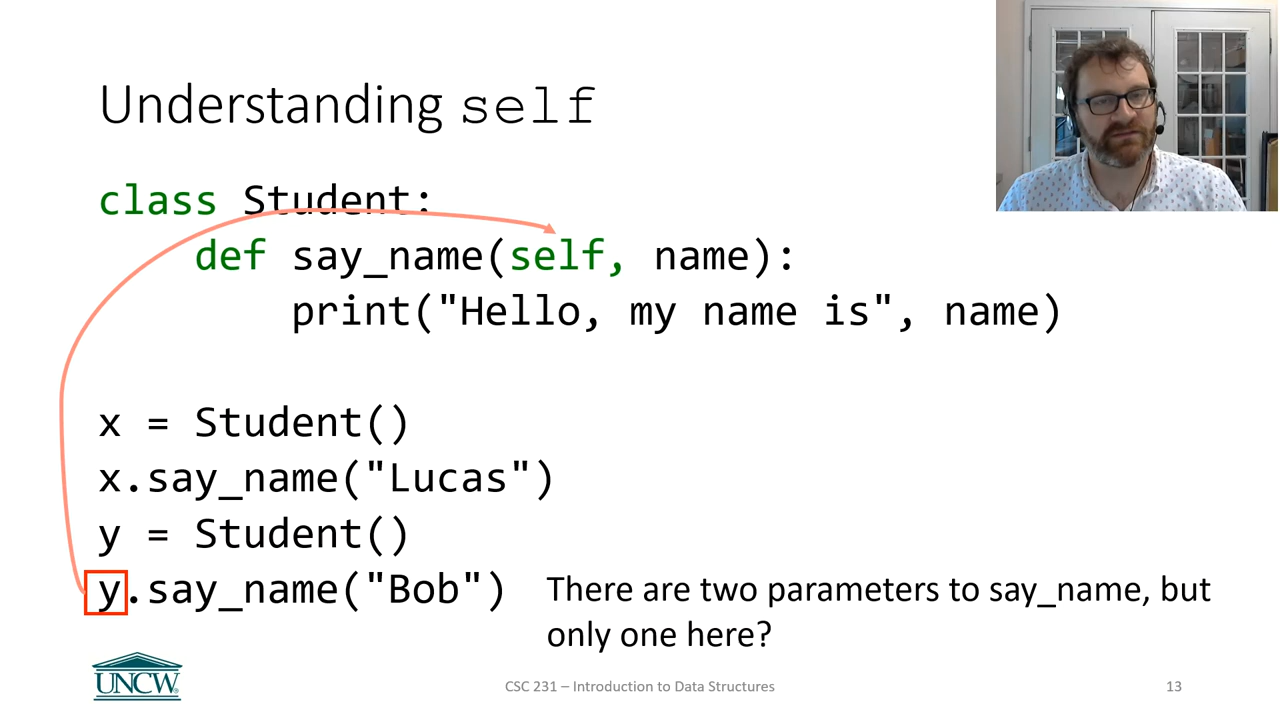 Understanding self
class Student:
def say_name(self, name):
print("Hello, my name is", name)
x = Student()
x.say_name("Lucas")
y = Student()
y.say_name("Bob")
There are two parameters to say_name, but
only one here?
UNCW
CSC 231 – Introduction to Data Structures
13